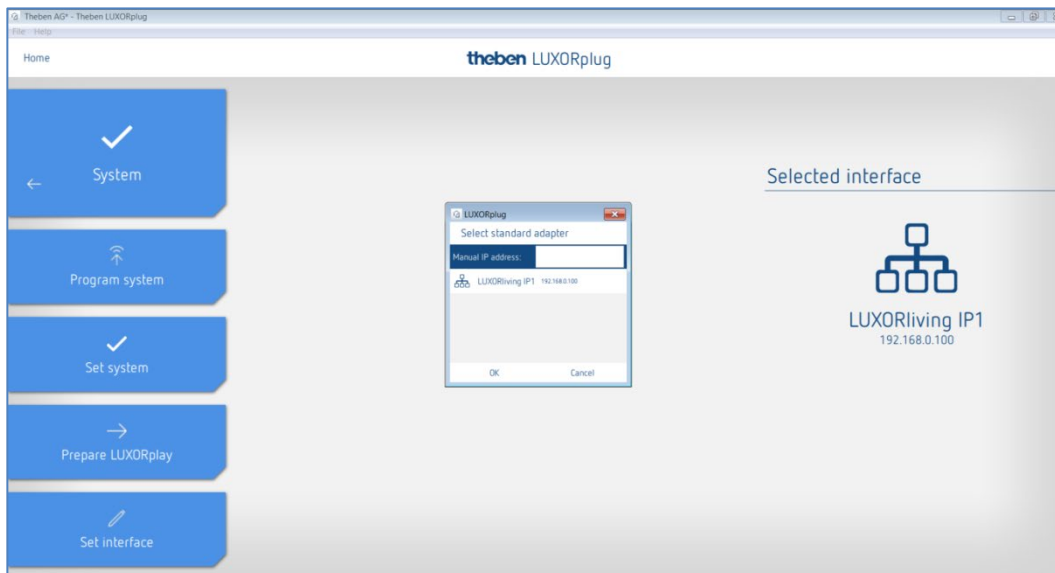 Theben AG* - Theben LUXORplug
File Help
Home
theben LUXORplug
System
Program system
Set system
Prepare LUXORplay
Set interface
LUXORplug
Select standard adapter
Manual IP address:
LUXORliving IP1 192.168.0.100
OK Cancel
Selected interface
LUXORliving IP1
192.168.0.100